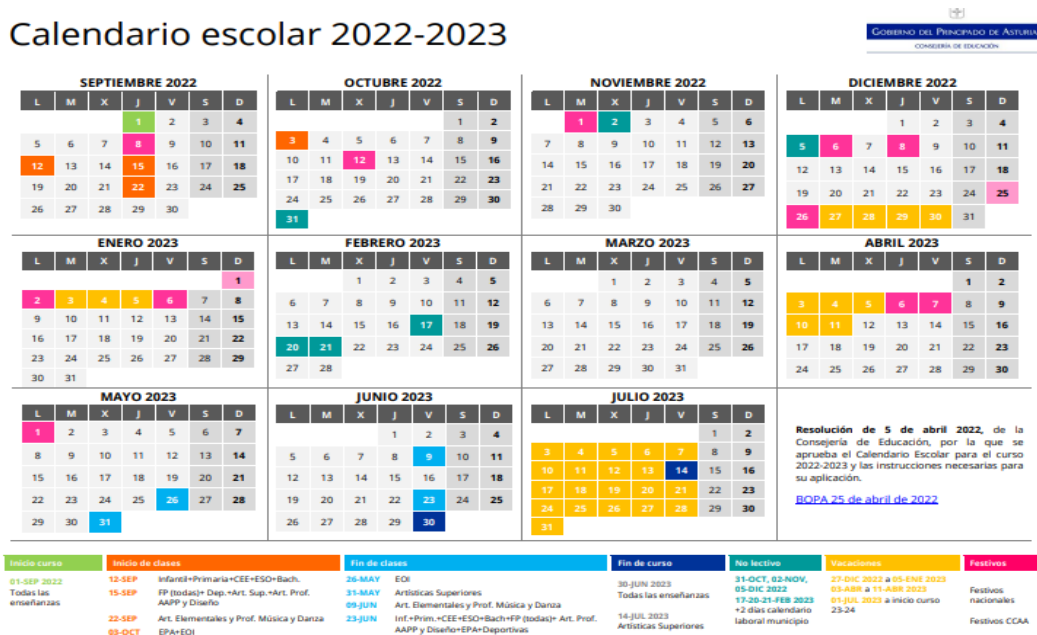 Calendario escolar 2022-2023
GOBIERNO DEL PRINCIPADO DE ASTURIA
CONSEJERÍA DE EDUCACIÓN
SEPTIEMBRE 2022
L M X J V S D
1 2 3 4
5 6 7 8 9 10 11
12 13 14 15 16 17 18
19 20 21 22 23 24 25
26 27 28 29 30
OCTUBRE 2022
L M X J V S D
1 2
3 4 5 6 7 8 9
10 11 12 13 14 15 16
17 18 19 20 21 22 23
24 25 26 27 28 29 30
31
NOVIEMBRE 2022
L M X J V S D
1 2 3 4 5 6
7 8 9 10 11 12 13
14 15 16 17 18 19 20
21 22 23 24 25 26 27
28 29 30
DICIEMBRE 2022
L M X J V S D
1 2 3 4
5 6 7 8 9 10 11
12 13 14 15 16 17 18
19 20 21 22 23 24 25
26 27 28 29 30 31
ENERO 2023
L M X J V S D
1
2 3 4 5 6 7 8
9 10 11 12 13 14 15
16 17 18 19 20 21 22
23 24 25 26 27 28 29
30 31
FEBRERO 2023
L M X J V S D
1 2 3 4 5
6 7 8 9 10 11 12
13 14 15 16 17 18 19
20 21 22 23 24 25 26
27 28
MARZO 2023
L M X J V S D
1 2 3 4 5
6 7 8 9 10 11 12
13 14 15 16 17 18 19
20 21 22 23 24 25 26
27 28 29 30 31
ABRIL 2023
L M X J V S D
1 2
3 4 5 6 7 8 9
10 11 12 13 14 15 16
17 18 19 20 21 22 23
24 25 26 27 28 29 30
MAYO 2023
L M X J V S D
1 2 3 4 5 6 7
8 9 10 11 12 13 14
15 16 17 18 19 20 21
22 23 24 25 26 27 28
29 30 31
JUNIO 2023
L M X J V S D
1 2 3 4
5 6 7 8 9 10 11
12 13 14 15 16 17 18
19 20 21 22 23 24 25
26 27 28 29 30
JULIO 2023
L M X J V S D
1 2
3 4 5 6 7 8 9
10 11 12 13 14 15 16
17 18 19 20 21 22 23
24 25 26 27 28 29 30
31
Resolución de 5 de abril 2022, de la
Consejería de Educación, por la que se
aprueba el Calendario Escolar para el curso
2022-2023 y las instrucciones necesarias para
su aplicación.
BOPA 25 de abril de 2022
Inicio curso
01-SEP 2022
Todas las
enseñanzas
Inicio de clases
12-SEP Infantil+Primaria+CEE+ESO+Bach.
15-SEP FP (todas)+ Dep.+Art. Sup.+Art. Prof.
AAPP y Diseño
22-SEP Art. Elementales y Prof. Música y Danza
03-OCT EPA+EOI
Fin de clases
26-MAY EOI
31-MAY Artísticas Superiores
09-JUN Art. Elementales y Prof. Música y Danza
23-JUN Inf.+Prim.+CEE+ESO+Bach+FP (todas)+ Art. Prof.
AAPP y Diseño+EPA+Deportivas
Fin de curso
30-JUN 2023
Todas las enseñanzas
14-JUL 2023
Artísticas Superiores
No lectivo
31-OCT, 02-NOV,
05-DIC 2022
17-20-21-FEB 2023
+2 días calendario
laboral municipio
Vacaciones
27-DIC 2022 a 05-ENE 2023
03-ABR a 11-ABR 2023
01-JUL 2023 a inicio curso
23-24
Festivos
Festivos
nacionales
Festivos CCAA